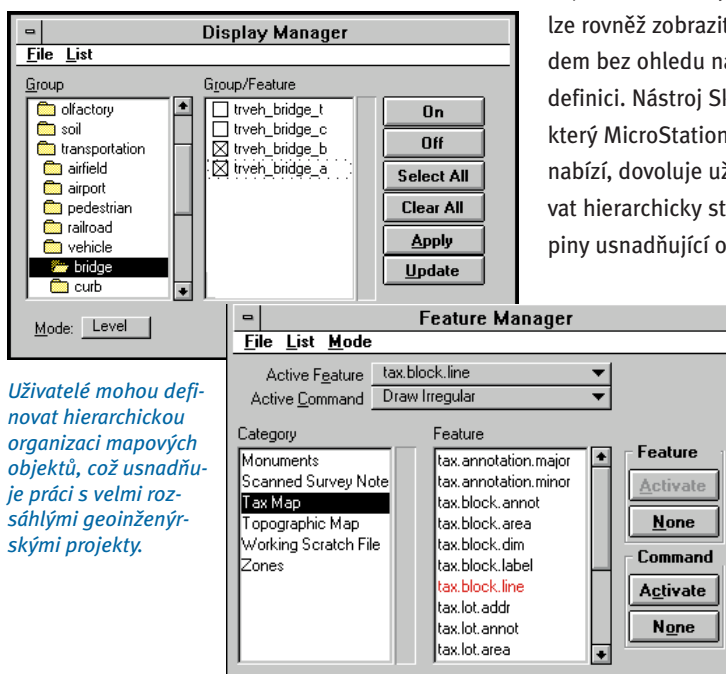 Display Manager
File List
Group
Group/Feature
olfactory
soil
transportation
airfield
airport
pedestrian
railroad
vehicle
bridge
curb
trveh_bridge_t
trveh_bridge_c
trveh_bridge_b
trveh_bridge_a
On
Off
Select All
Clear All
Apply
Update
Mode: Level
lze rovněž zobrazit
dem bez ohledu na
definici. Nástroj
který MicroStation
nabízí, dovoluje
vat hierarchicky
piny usnadňující
Uživatelé mohou defi-
novat hierarchickou
organizaci mapových
objektů, což usnadňu-
je práci s velmi roz-
sáhlými geoinženýr-
skými projekty.
Feature Manager
File List Mode
Active Feature tax.block.line
Active Command Draw Irregular
Category
Monuments
Scanned Survey Note
Tax Map
Topographic Map
Working Scratch File
Zones
Feature
tax.annotation.major
tax.annotation.minor
tax.block.annot
tax.block.area
tax.block.dim
tax.block.label
tax.block.line
tax.lot.addr
tax.lot.annot
tax.lot.area
Feature
Activate
None
Command
Activate
None